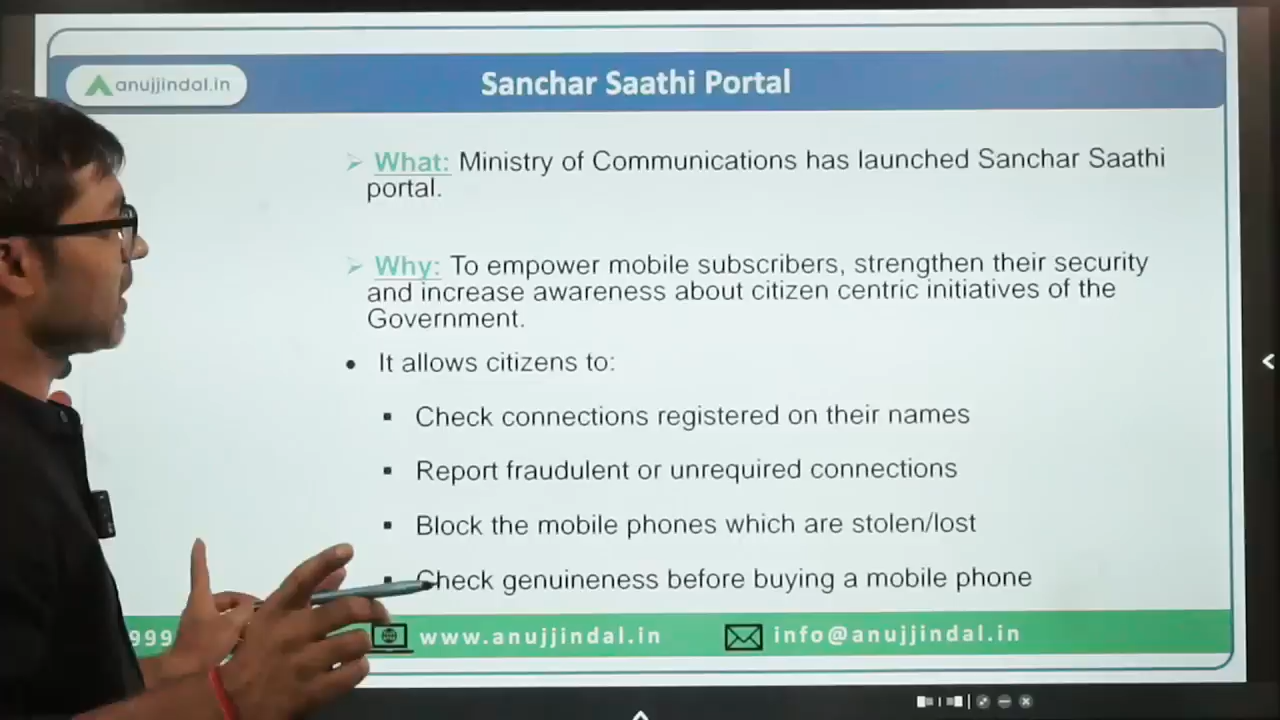 anujjindal.in
Sanchar Saathi Portal
What: Ministry of Communications has launched Sanchar Saathi
portal.
Why: To empower mobile subscribers, strengthen their security
and increase awareness about citizen centric initiatives of the
Government.
It allows citizens to:
Check connections registered on their names
Report fraudulent or unrequired connections
Block the mobile phones which are stolen/lost
Check genuineness before buying a mobile phone
999
www.anujjindal.in
info@anujjindal.in